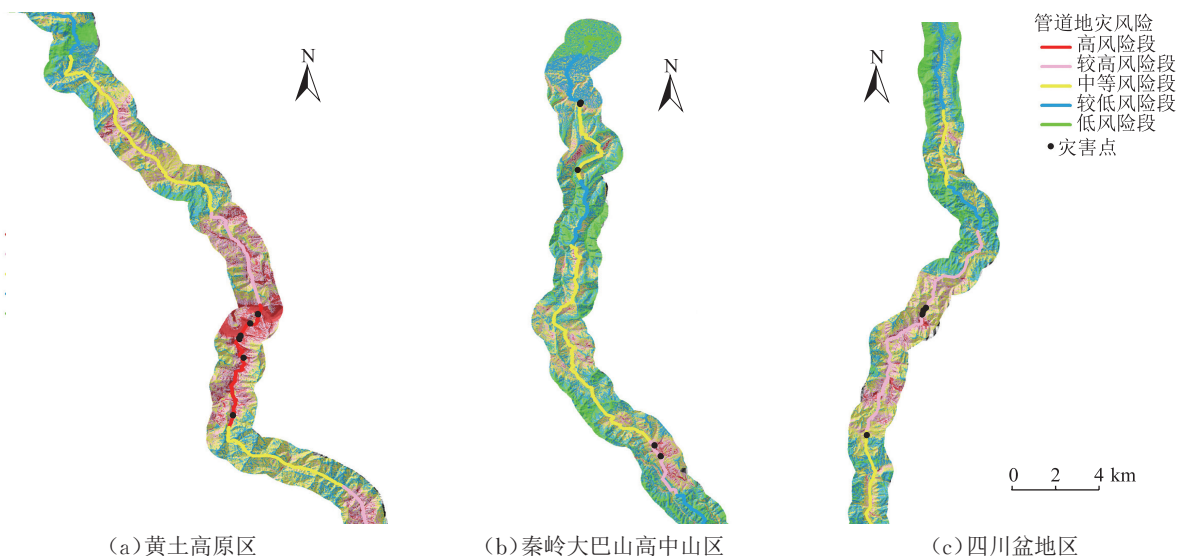 N
N
N
管道地灾风险
高风险段
较高风险段
中等风险段
较低风险段
低风险段
灾害点
0 2 4 km
(a)黄土高原区
(b)秦岭大巴山高中山区
(c)四川盆地区